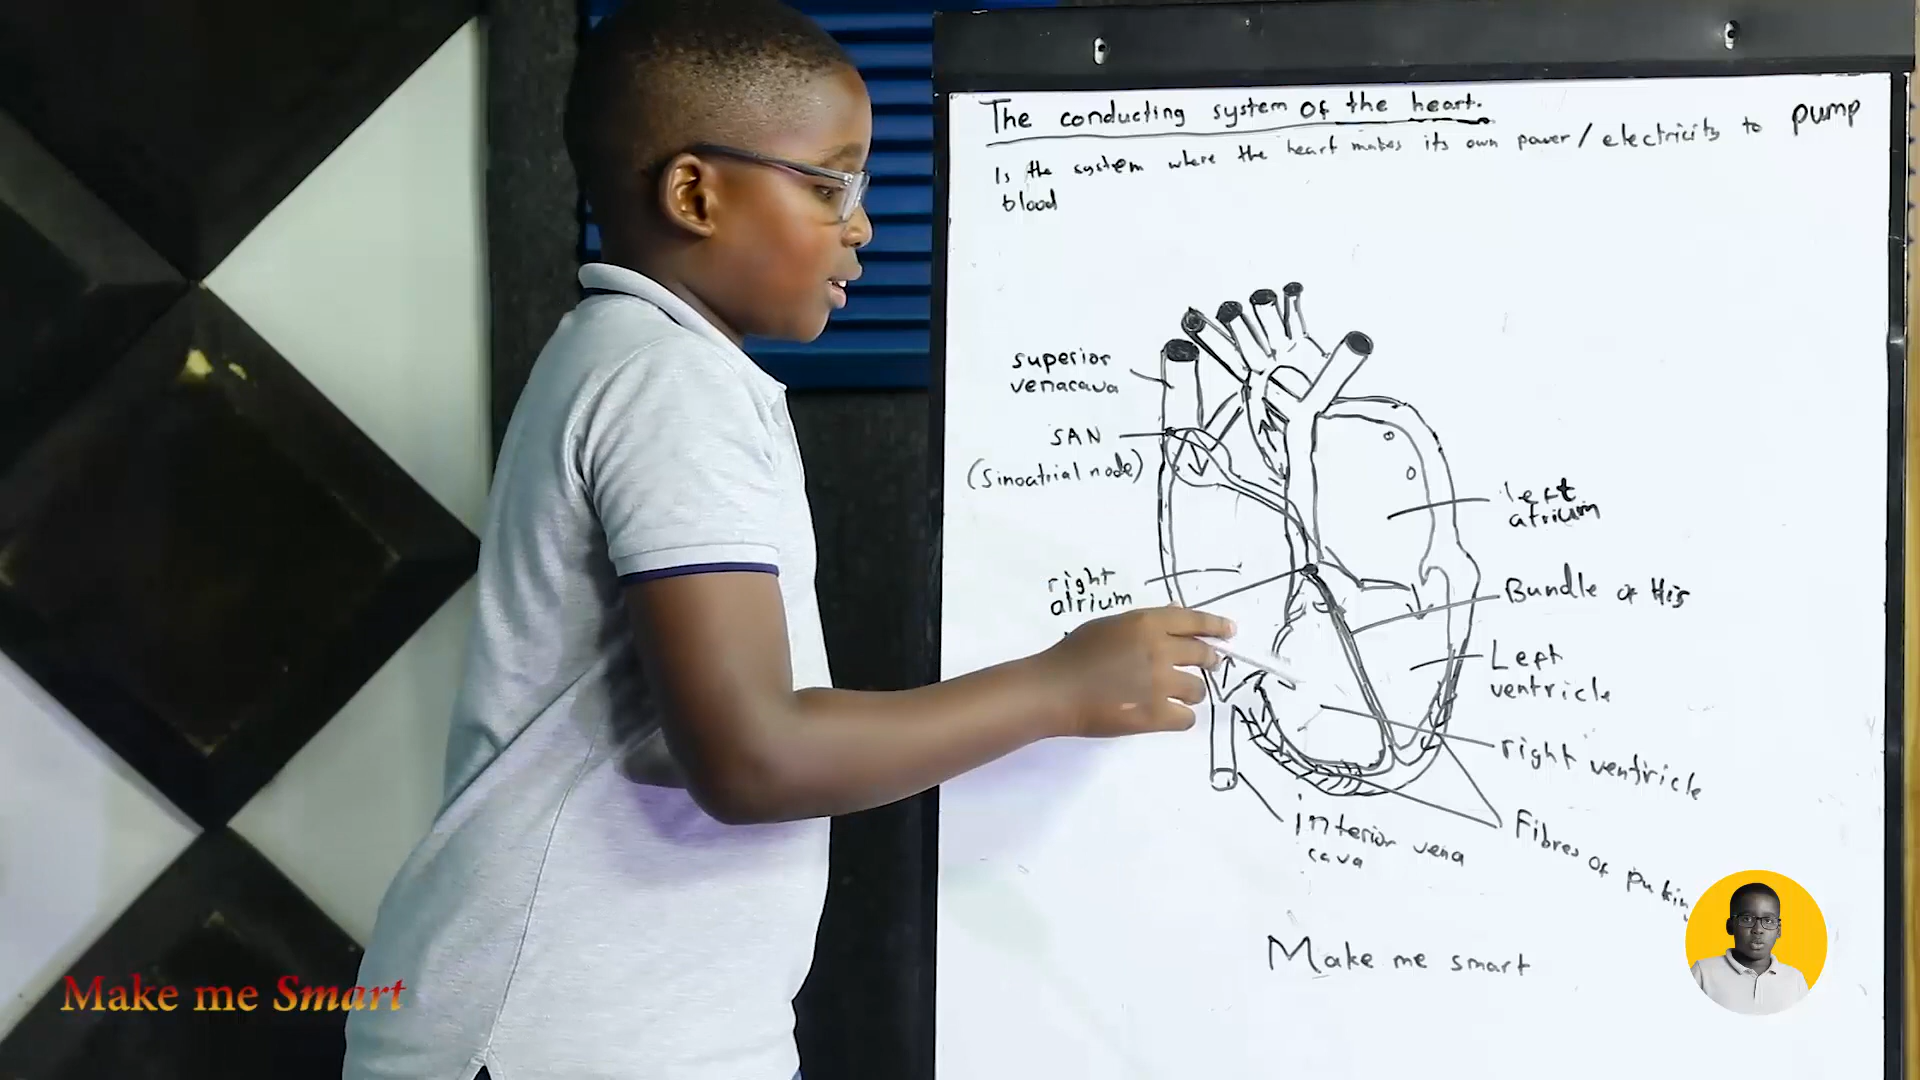 The conducting system of the heart.
Is the system where the heart makes its own power/electricity to pump
blood
superior
venacava
SAN
(Sinoatrial node)
left
atrium
right
atrium
Bundle of His
Left
ventricle
right ventricle
interior vena
cava
Fibres of
Make me smart
Make me Smart